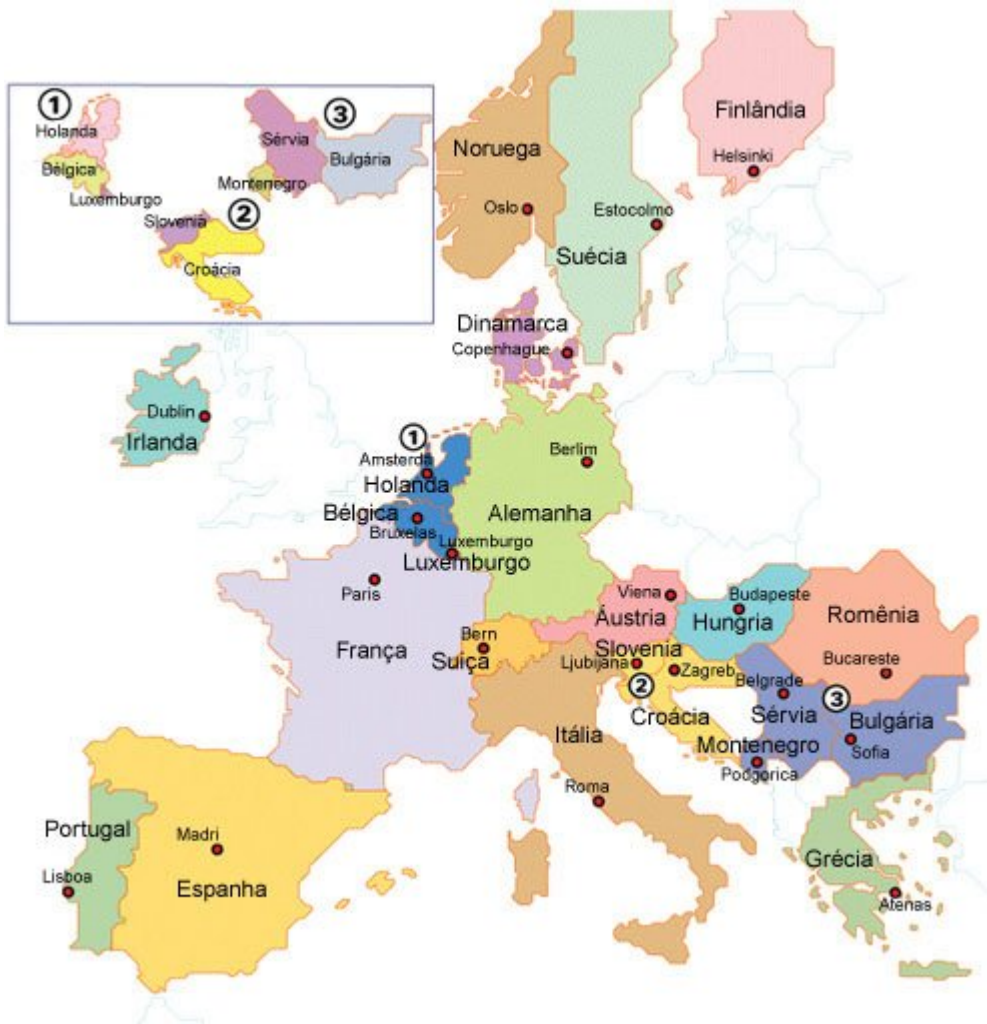 ①
Holanda
Bélgica
Luxemburgo
Slovenia
②
Croácia
③
Sérvia
Bulgária
Montenegro
Noruega
Oslo
Suécia
Estocolmo
Finlândia
Helsinki
Dinamarca
Copenhague
Dublin
Irlanda
①
Amsterdã
Holanda
Bélgica
Bruxelas
Luxemburgo
Luxemburgo
Berlim
Alemanha
Paris
França
Bern
Suiça
Viena
Áustria
Budapeste
Hungria
Romênia
Bucareste
Slovenia
Ljubijana
②
Zagreb
Croácia
Belgrade
Sérvia
③
Bulgária
Sofia
Montenegro
Podgorica
Itália
Roma
Portugal
Lisboa
Madri
Espanha
Grécia
Atenas